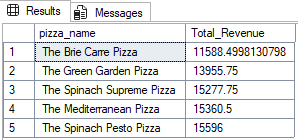 Results Messages
pizza_name Total_Revenue
1 The Brie Carre Pizza 11588.4998130798
2 The Green Garden Pizza 13955.75
3 The Spinach Supreme Pizza 15277.75
4 The Mediterranean Pizza 15360.5
5 The Spinach Pesto Pizza 15596